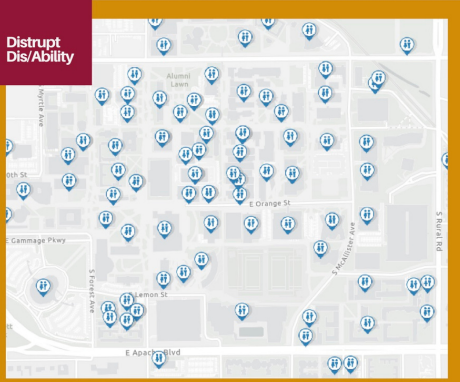 Distrupt
Dis/Ability
Alumni
Lawn
Myrtle Ave
0th St
E Orange St
E Gammage Pkwy
S McAllister Ave
S Rural Rd
S Forest Ave
Lemon St
tt
E Apache Blvd